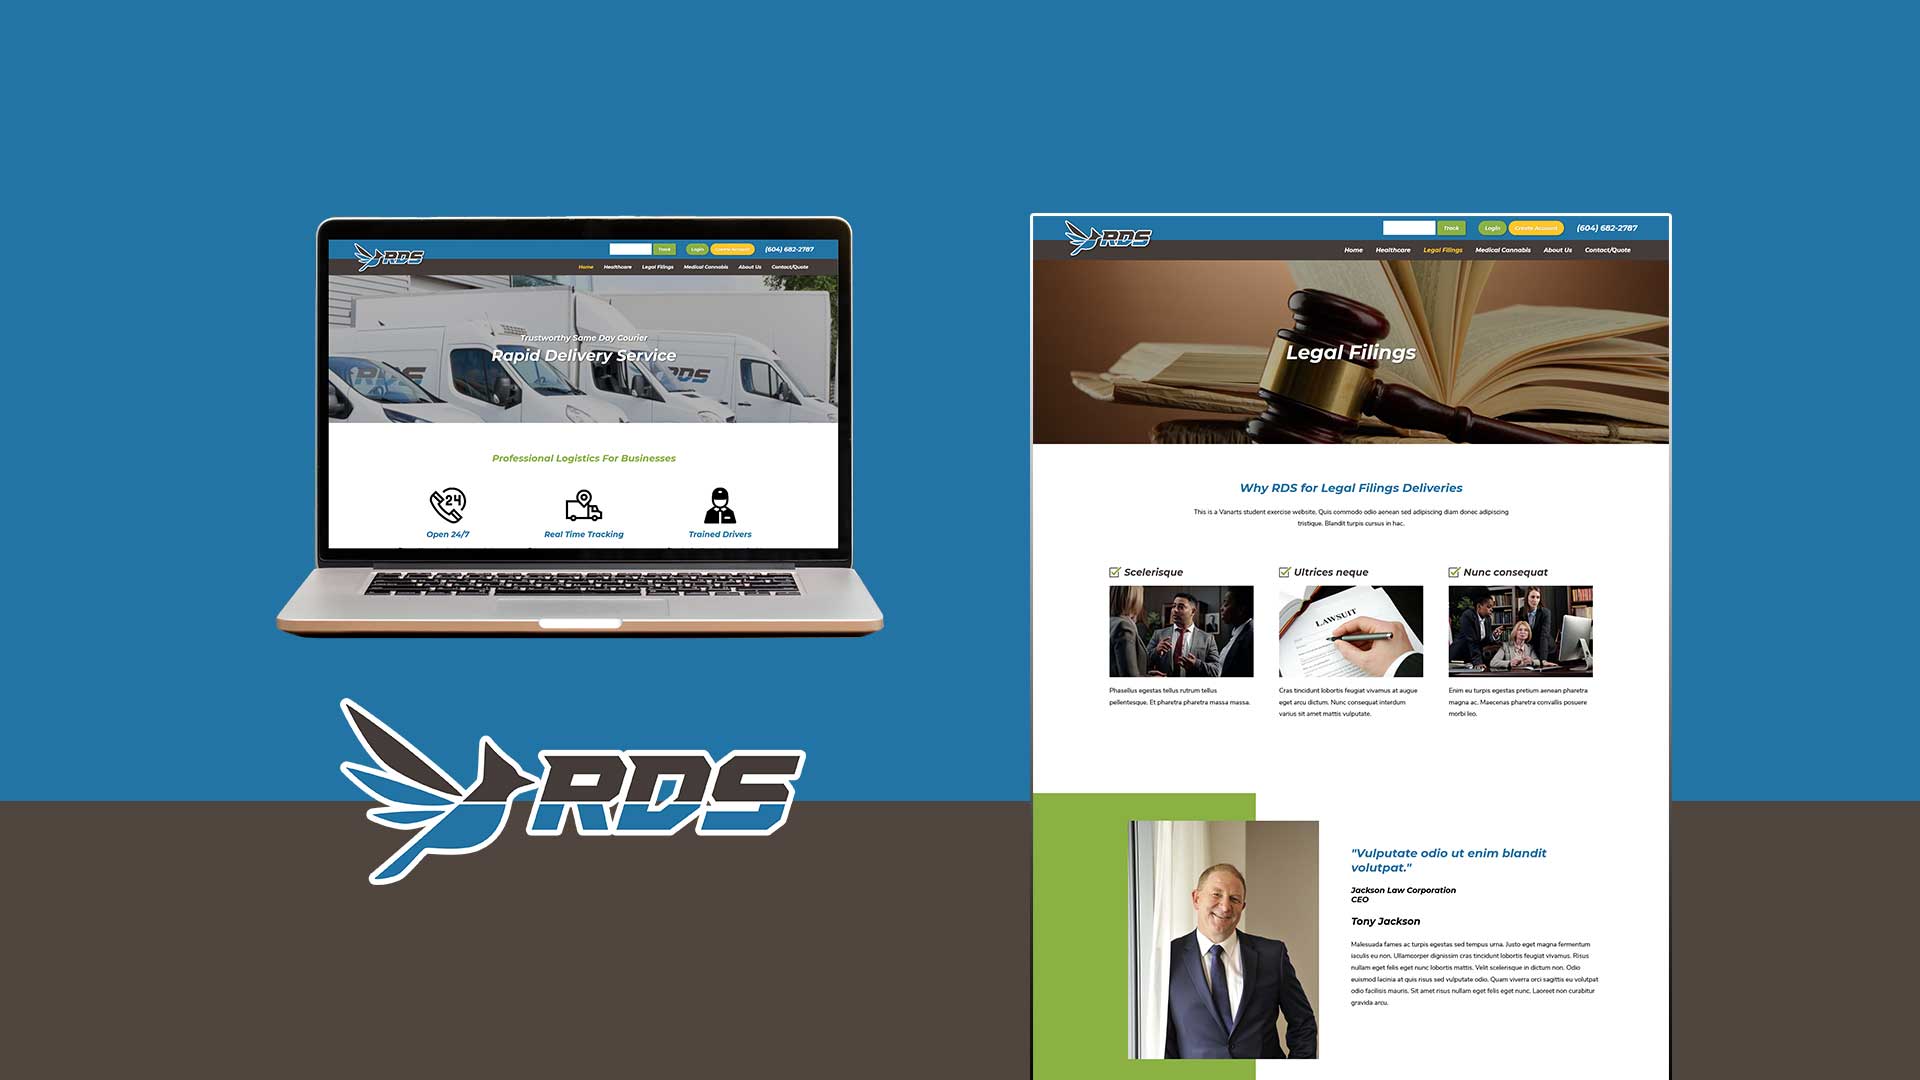 RDS
Track
Login
Create Account
(604) 682-2787
Home
Healthcare
Legal Filings
Medical Cannabis
About Us
Contact/Quote
RDS
RDS
Trustworthy Same Day Courier
Rapid Delivery Service
Professional Logistics For Businesses
24
Open 24/7
Real Time Tracking
Trained Drivers
RDS
RDS
Track
Login
Create Account
(604) 682-2787
Home
Healthcare
Legal Filings
Medical Cannabis
About Us
Contact/Quote
Legal Filings
Why RDS for Legal Filings Deliveries
This is a Vanarts student exercise website. Quis commodo odio aenean sed adipiscing diam donec adipiscing
tristique. Blandit turpis cursus in hac.
Scelerisque
Phasellus egestas tellus rutrum tellus
pellentesque. Et pharetra pharetra massa massa.
Ultrices neque
LAWSUIT
Cras tincidunt lobortis feugiat vivamus at augue
eget arcu dictum. Nunc consequat interdum
varius sit amet mattis vulputate.
Nunc consequat
Enim eu turpis egestas pretium aenean pharetra
magna ac. Maecenas pharetra convallis posuere
morbi leo.
"Vulputate odio ut enim blandit
volutpat."
Jackson Law Corporation
CEO
Tony Jackson
Malesuada fames ac turpis egestas sed tempus urna. Justo eget magna fermentum
iaculis eu non. Ullamcorper dignissim cras tincidunt lobortis feugiat vivamus. Risus
nullam eget felis eget nunc lobortis mattis. Velit scelerisque in dictum non. Odio
euismod lacinia at quis risus sed vulputate odio. Quam viverra orci sagittis eu volutpat
odio facilisis mauris. Sit amet risus nullam eget felis eget nunc. Laoreet non curabitur
gravida arcu.